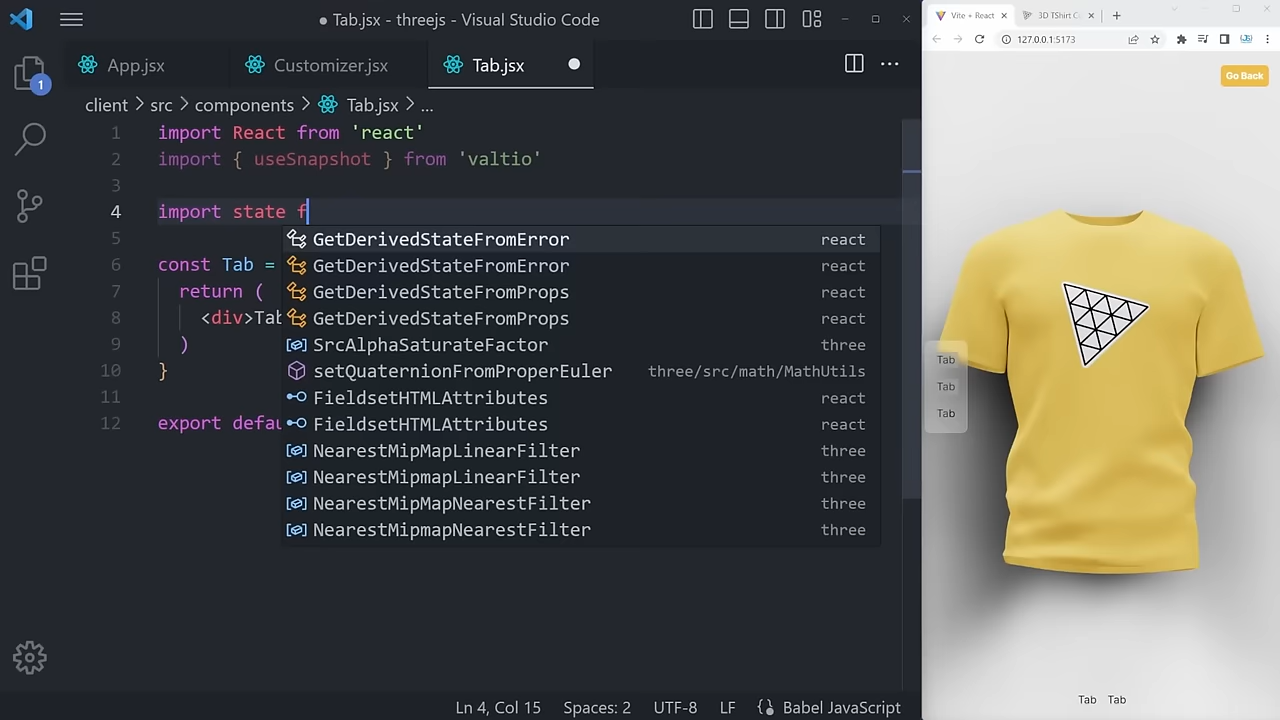 Tab.jsx - threejs - Visual Studio Code
App.jsx
Customizer.jsx
Tab.jsx
client > src > components > Tab.jsx > ...
1 import React from 'react'
2 import { useSnapshot } from 'valtio'
3
4 import state f
5
6 const Tab =
7 return (
8 <div>Tab
9 )
10 }
11
12 export defau
GetDerivedStateFromError react
GetDerivedStateFromError react
GetDerivedStateFromProps react
GetDerivedStateFromProps react
SrcAlphaSaturateFactor three
setQuaternionFromProperEuler three/src/math/MathUtils
FieldsetHTMLAttributes react
FieldsetHTMLAttributes react
NearestMipMapLinearFilter three
NearestMipmapLinearFilter three
NearestMipMapNearestFilter three
NearestMipmapNearestFilter three
1
Ln 4, Col 15 Spaces: 2 UTF-8 LF Babel JavaScript
Vite + React
3D TShirt C
127.0.0.1:5173
Go Back
Tab
Tab
Tab
Tab Tab